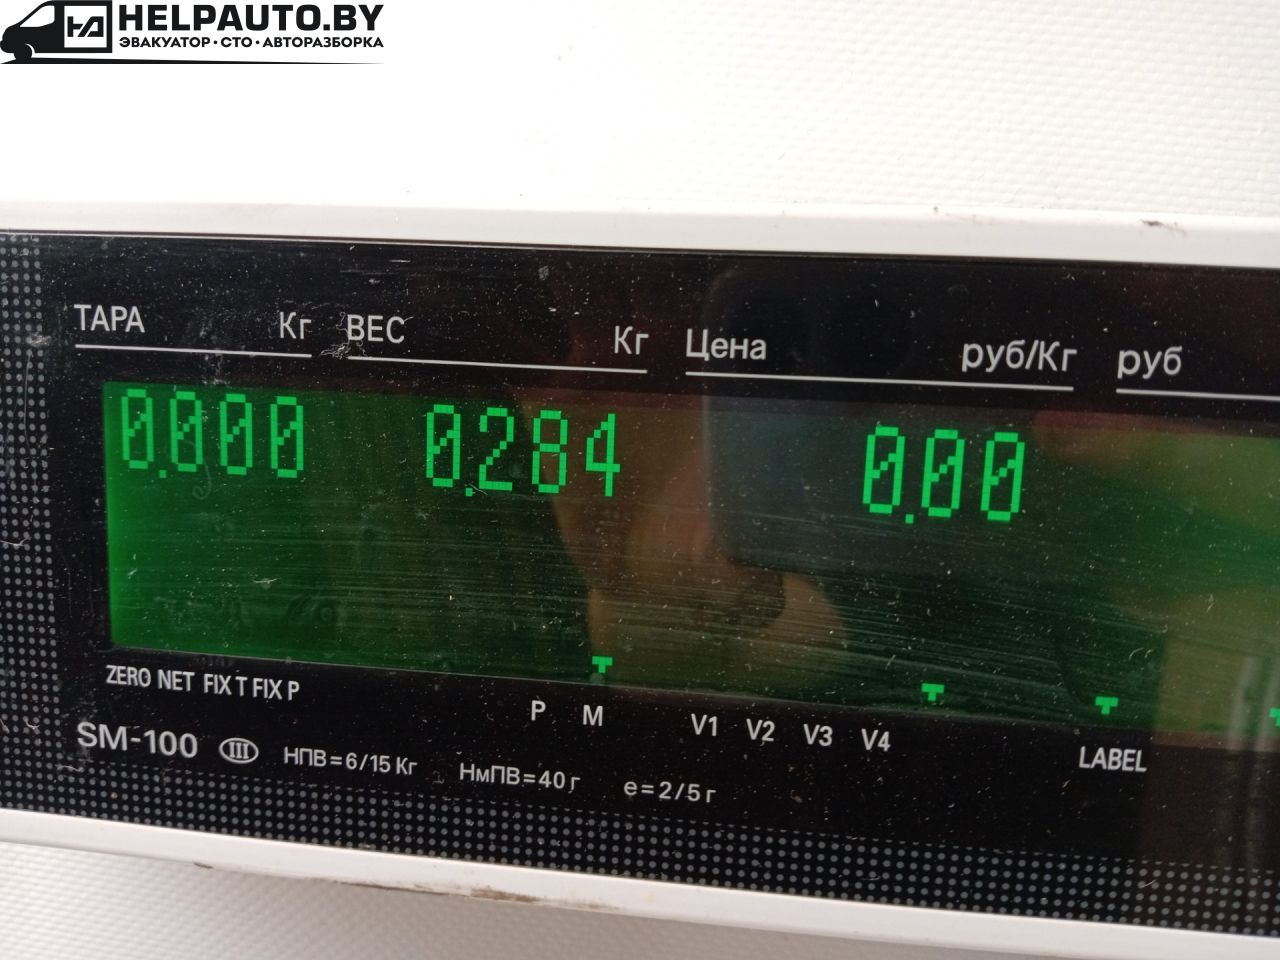 HELPAUTO.BY
ЭВАКУАТОР • СТО • АВТОРАЗБОРКА
ТАРА Кг ВЕС Кг Цена руб/Кг руб
0.000 0.284 0.00
ZERO NET FIX T FIX P P M V1 V2 V3 V4 LABEL
SM-100 III НПВ=6/15 Кг НмПВ=40 г e=2/5 г